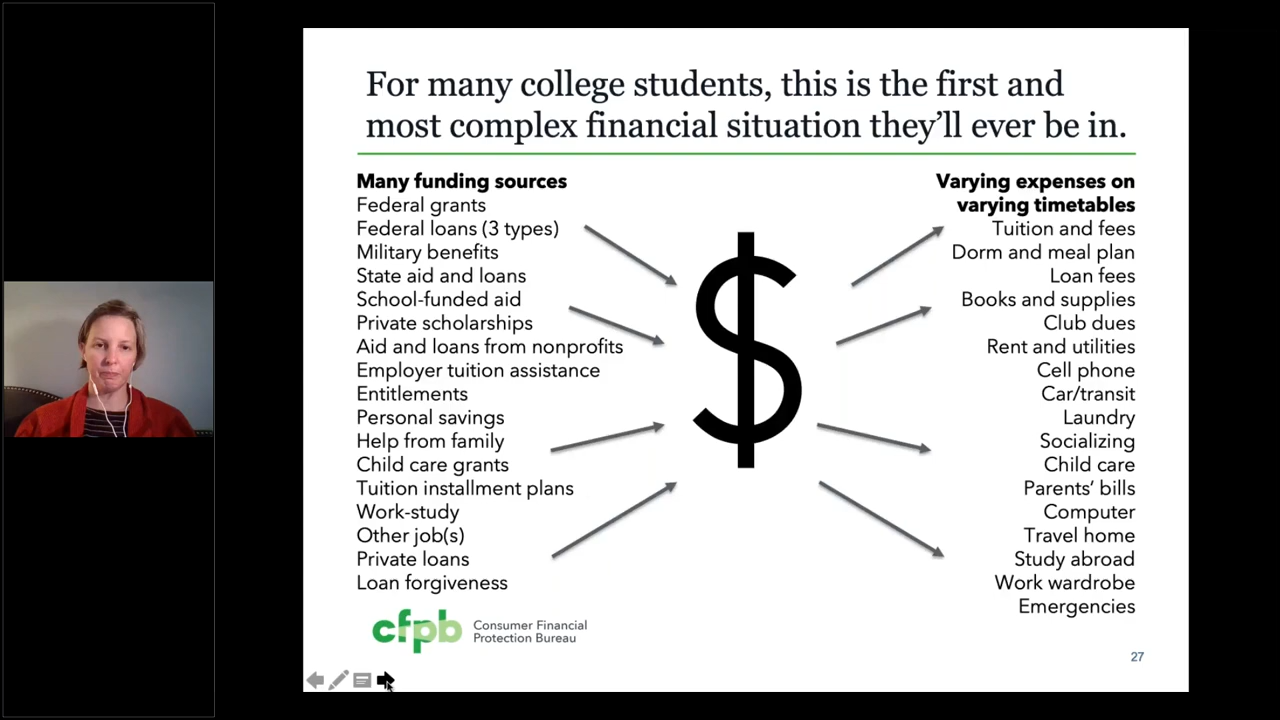 For many college students, this is the first and
most complex financial situation they'll ever be in.
Many funding sources
Federal grants
Federal loans (3 types)
Military benefits
State aid and loans
School-funded aid
Private scholarships
Aid and loans from nonprofits
Employer tuition assistance
Entitlements
Personal savings
Help from family
Child care grants
Tuition installment plans
Work-study
Other job(s)
Private loans
Loan forgiveness
$
Varying expenses on
varying timetables
Tuition and fees
Dorm and meal plan
Loan fees
Books and supplies
Club dues
Rent and utilities
Cell phone
Car/transit
Laundry
Socializing
Child care
Parents' bills
Computer
Travel home
Study abroad
Work wardrobe
Emergencies
cfpb
Consumer Financial
Protection Bureau
27